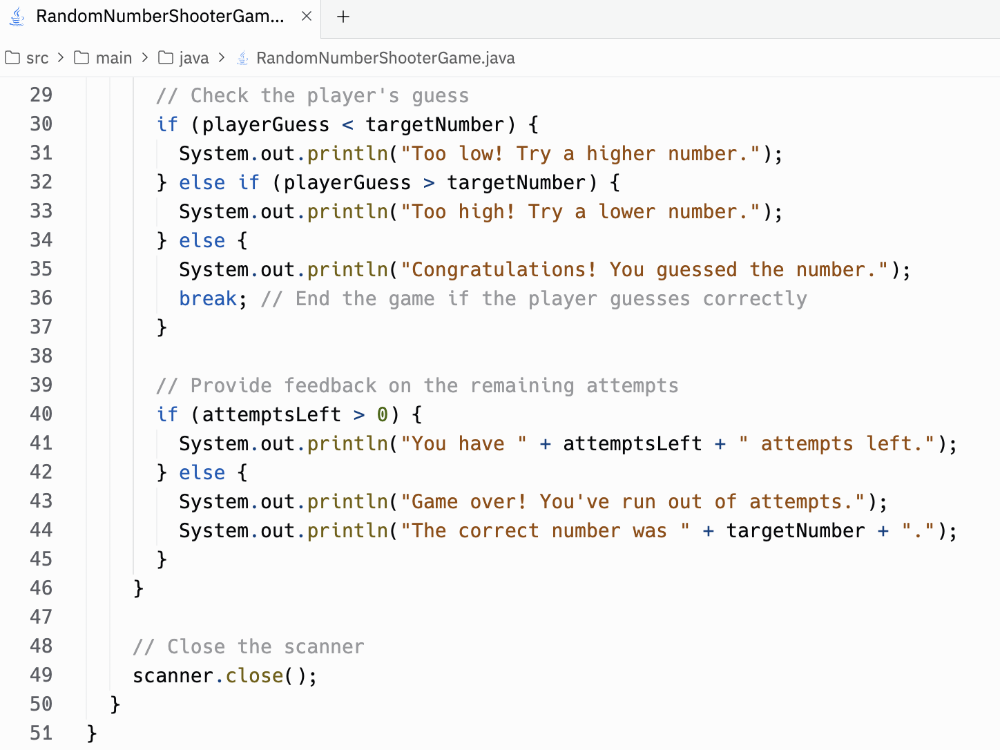 RandomNumberShooterGam...
src > main > java > RandomNumberShooterGame.java
29 // Check the player's guess
30 if (playerGuess < targetNumber) {
31 System.out.println("Too low! Try a higher number.");
32 } else if (playerGuess > targetNumber) {
33 System.out.println("Too high! Try a lower number.");
34 } else {
35 System.out.println("Congratulations! You guessed the number.");
36 break; // End the game if the player guesses correctly
37 }
38
39 // Provide feedback on the remaining attempts
40 if (attemptsLeft > 0) {
41 System.out.println("You have " + attemptsLeft + " attempts left.");
42 } else {
43 System.out.println("Game over! You've run out of attempts.");
44 System.out.println("The correct number was " + targetNumber + ".");
45 }
46 }
47
48 // Close the scanner
49 scanner.close();
50 }
51 }